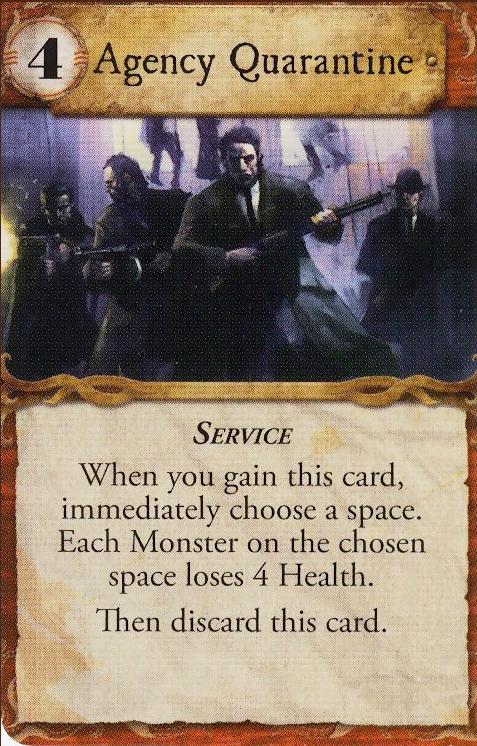 4 Agency Quarantine
SERVICE
When you gain this card,
immediately choose a space.
Each Monster on the chosen
space loses 4 Health.
Then discard this card.